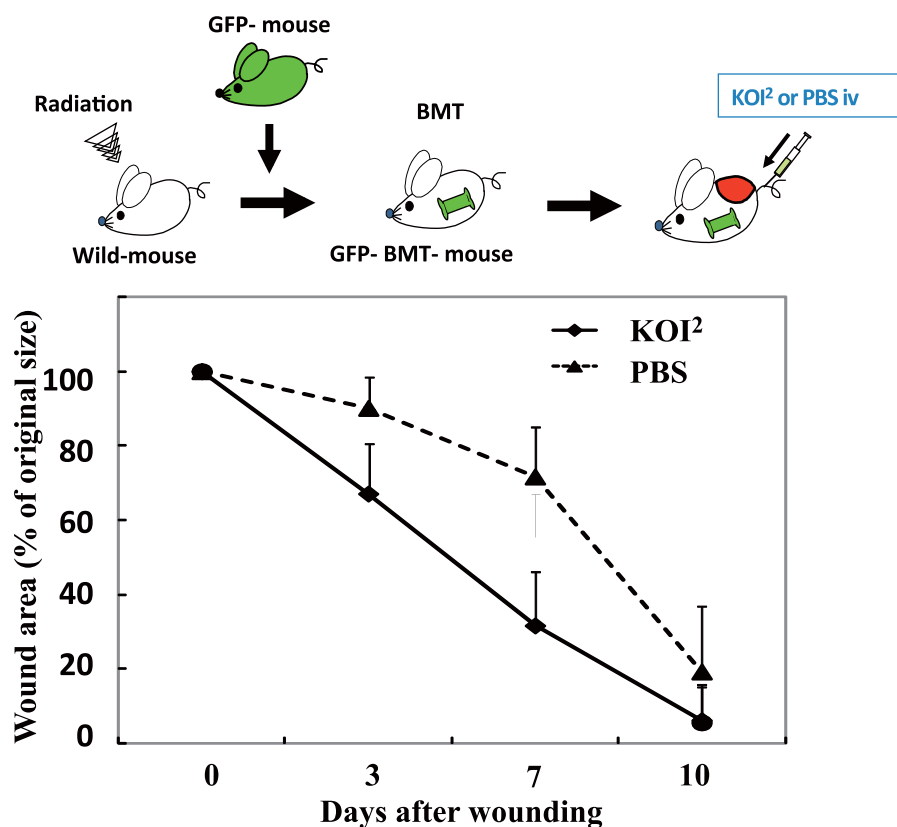 GFP- mouse
Radiation
BMT
KOI² or PBS iv
Wild-mouse
GFP- BMT- mouse
KOI²
PBS
Wound area (% of original size)
100
80
60
40
20
0
0 3 7 10
Days after wounding